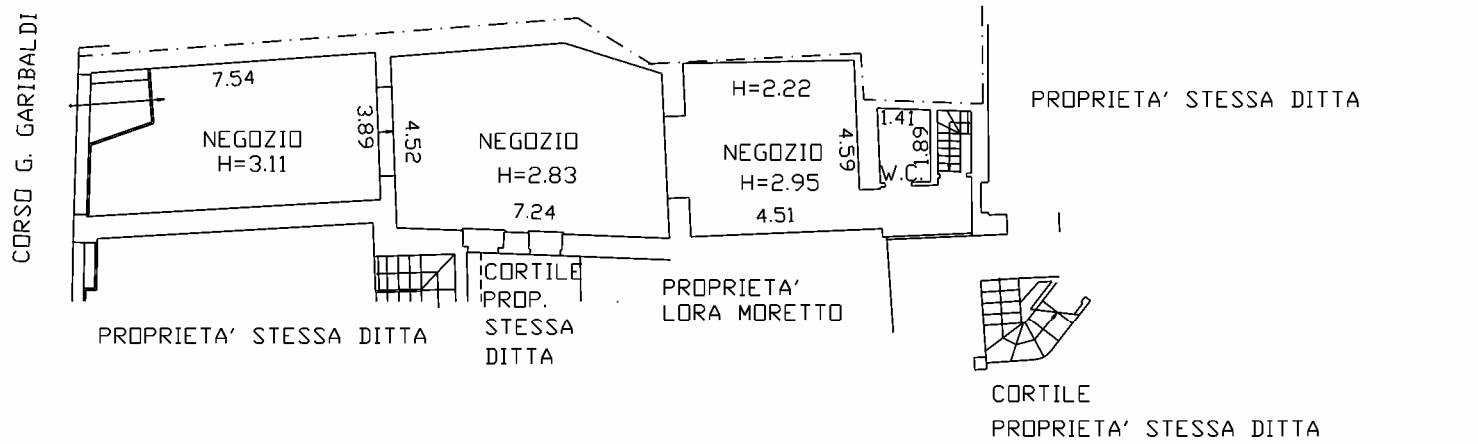 CORSO G. GARIBALDI
7.54
NEGOZIO
H=3.11
3.89
4.52
NEGOZIO
H=2.83
7.24
H=2.22
NEGOZIO
H=2.95
4.59
4.51
1.41
1.89
W.C.
PROPRIETA' STESSA DITTA
PROPRIETA' STESSA DITTA
CORTILE
PROP.
STESSA
DITTA
PROPRIETA'
LORA MORETTO
CORTILE
PROPRIETA' STESSA DITTA